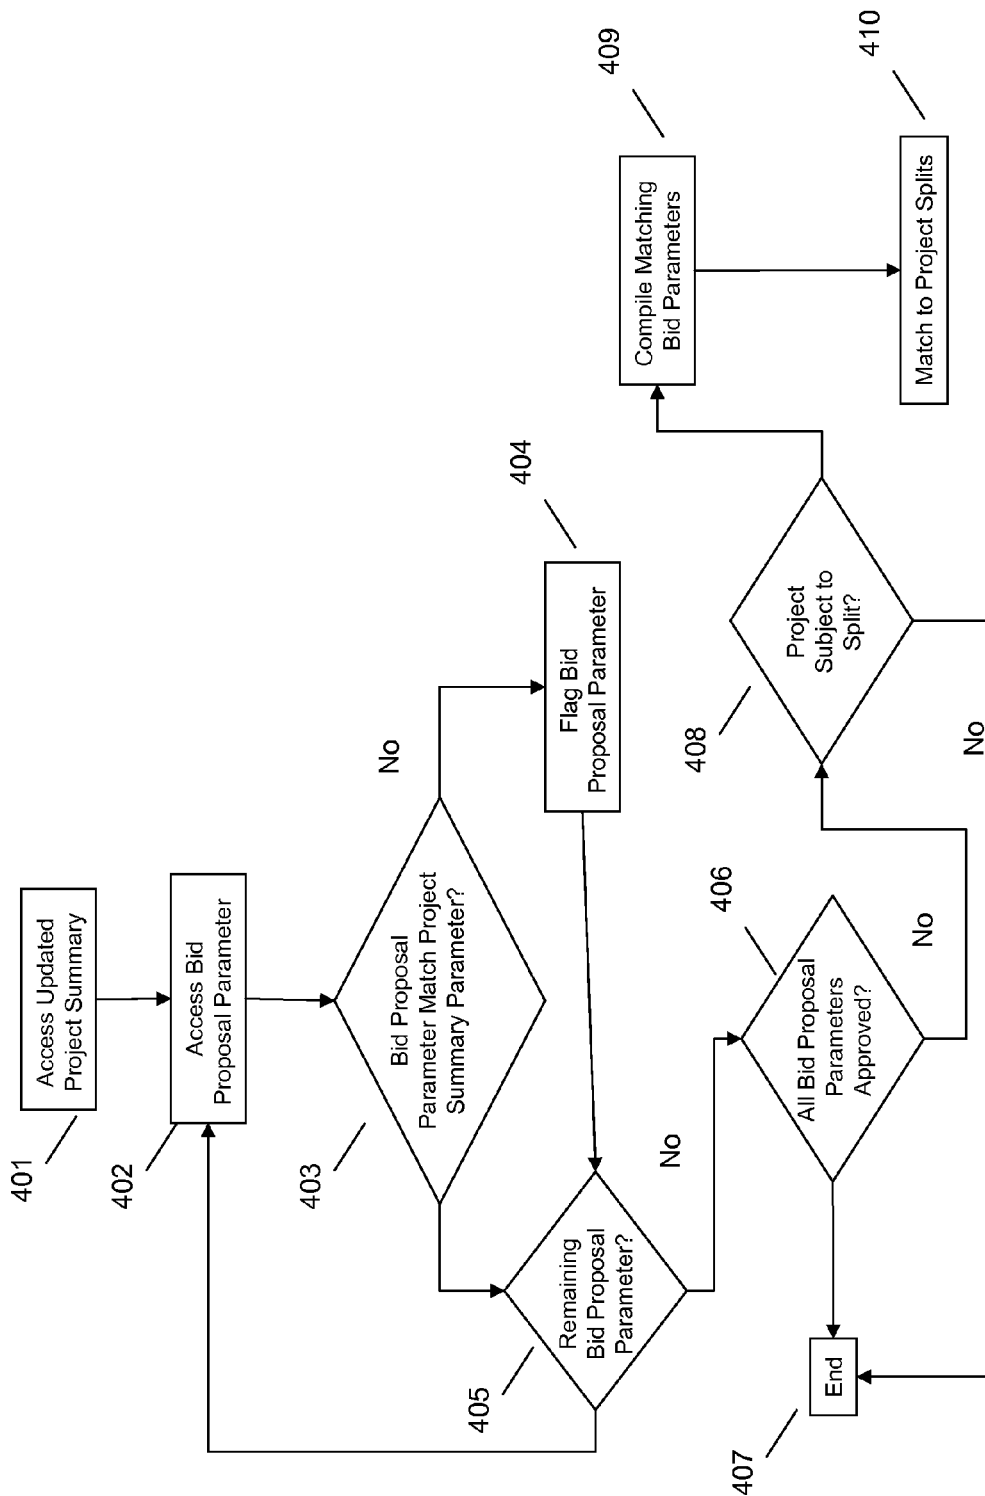 401
Access Updated
Project Summary
402
Access Bid
Proposal Parameter
403
Bid Proposal
Parameter Match Project
Summary Parameter?
No
404
Flag Bid
Proposal Parameter
405
Remaining
Bid Proposal
Parameter?
No
406
All Bid Proposal
Parameters
Approved?
No
407
End
408
Project
Subject to
Split?
No
409
Compile Matching
Bid Parameters
410
Match to Project Splits